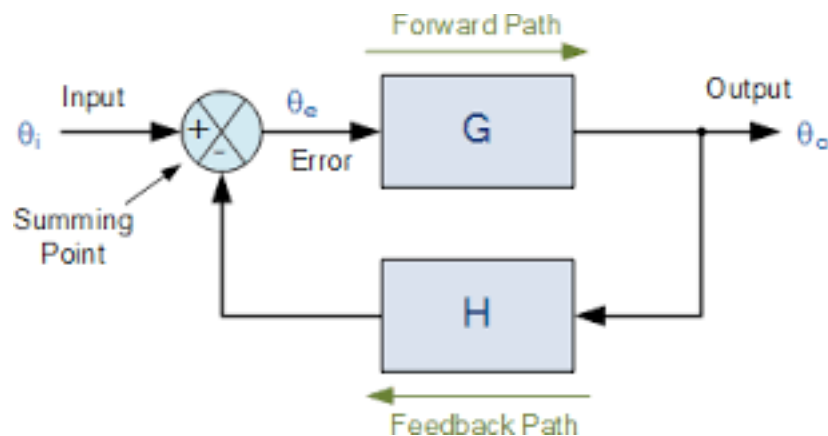 Forward Path
Input
θi
+
-
Summing
Point
θe
Error
G
Output
θo
H
Feedback Path